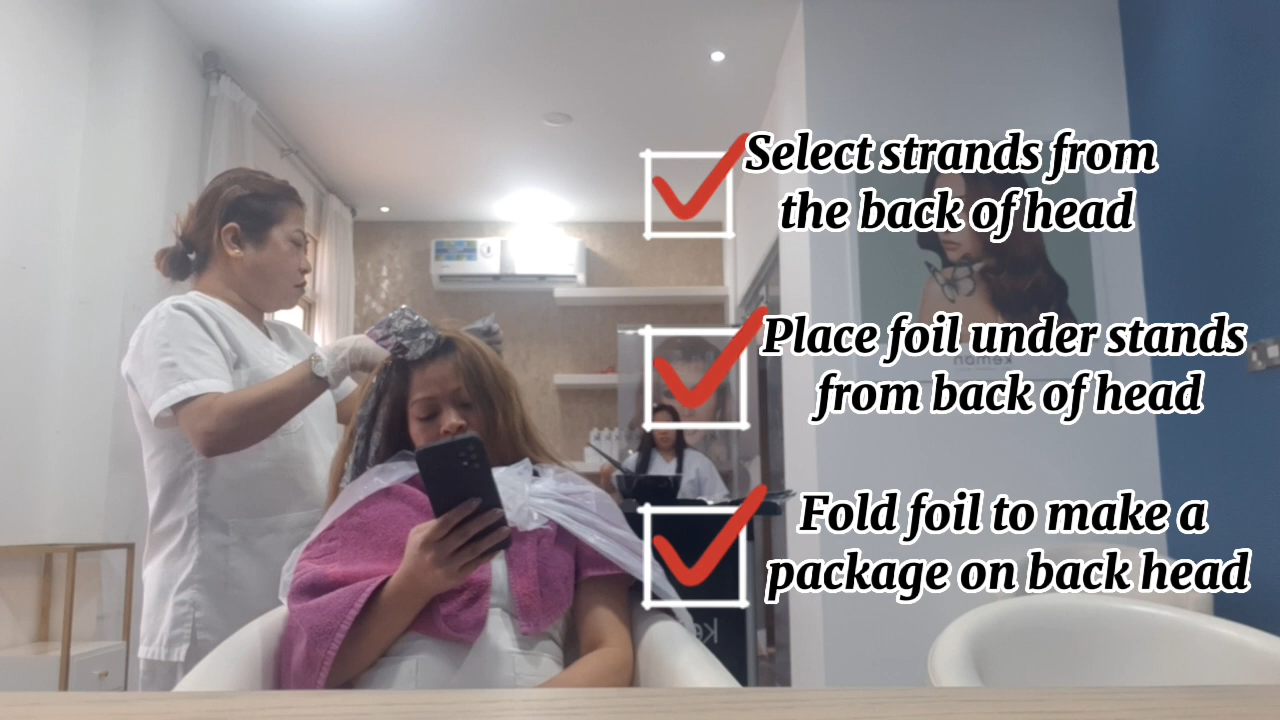 Select strands from
the back of head
Place foil under stands
from back of head
Fold foil to make a
package on back head